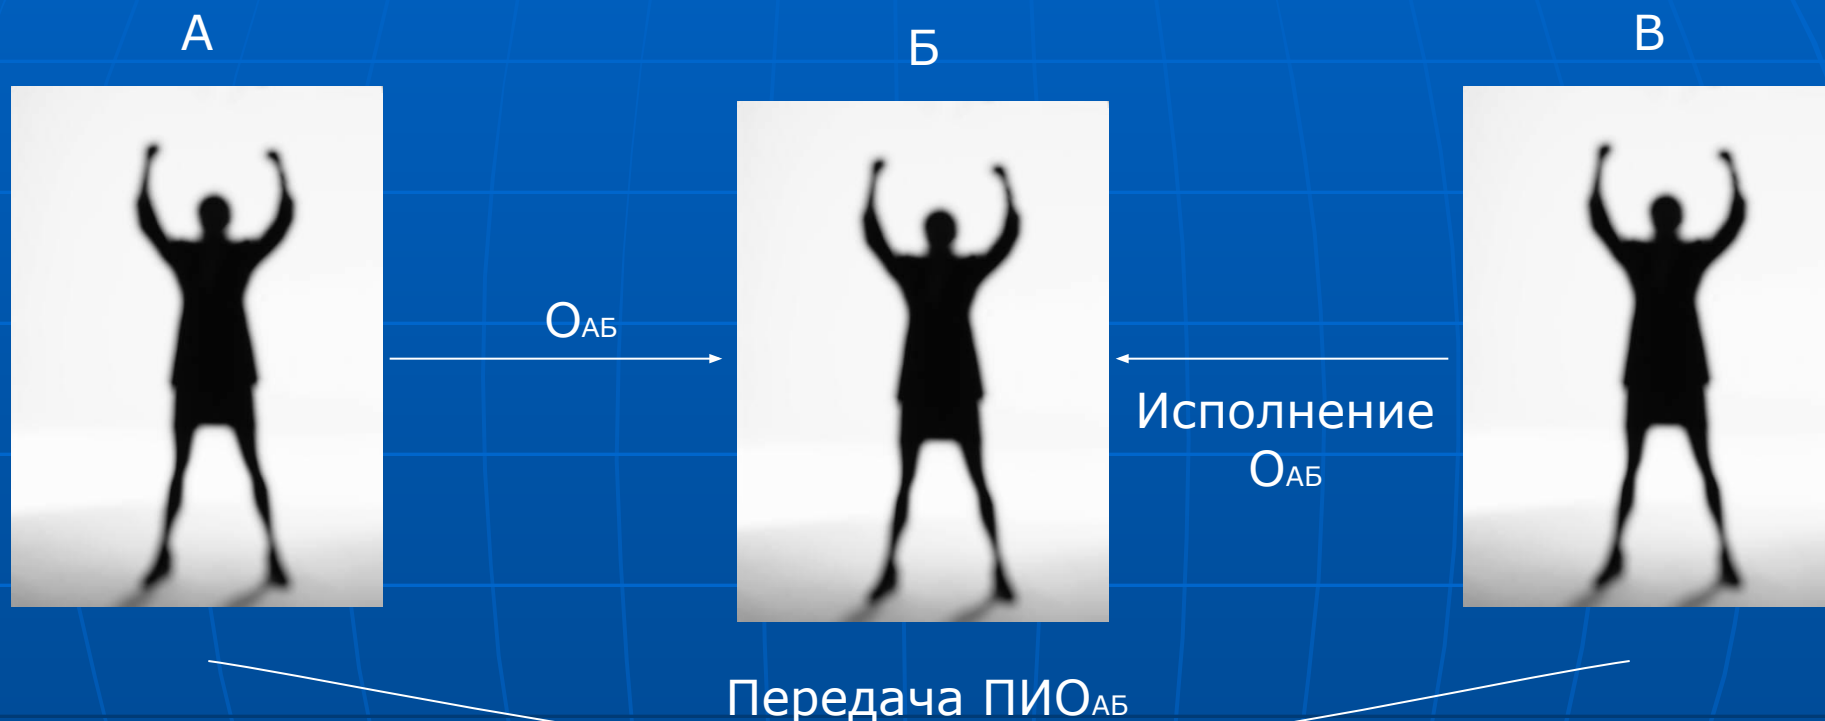 А
Б
В
ОАБ
Исполнение
ОАБ
Передача ПИОАБ